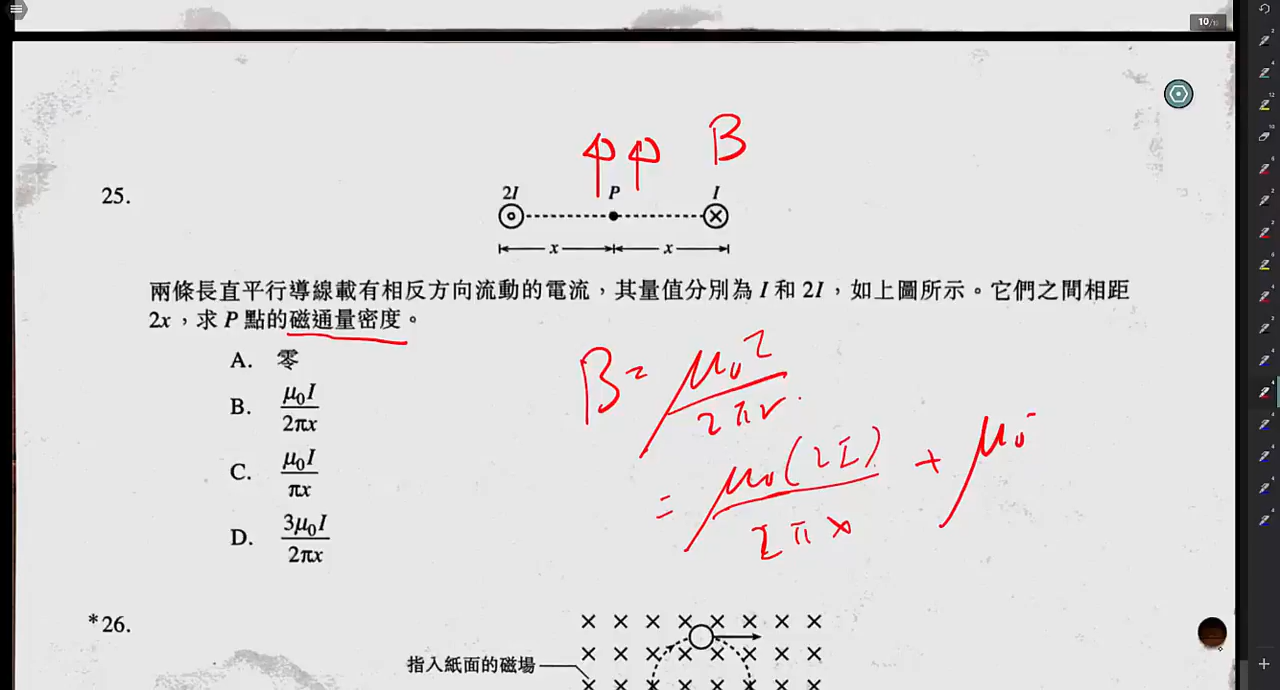 10/
B
25.
2I P I
x x
兩條長直平行導線載有相反方向流動的電流，其量值分別為 I 和 2I，如上圖所示。它們之間相距
2x，求 P 點的磁通量密度。
A. 零
B. μ₀I/2πx
C. μ₀I/πx
D. 3μ₀I/2πx
B = μ₀I/2πr
= μ₀(2I)/2πx + μ₀
*26.
指入紙面的磁場